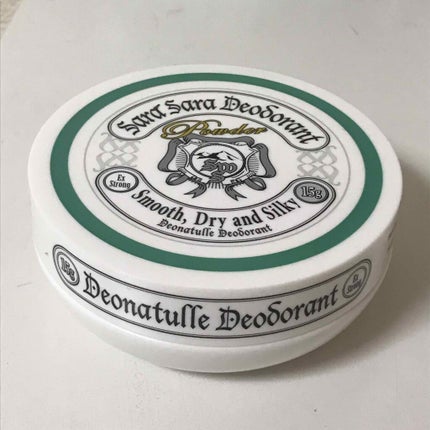 Sara Sara Deodorant
Powder
Ex
Strong
15g
Smooth, Dry and Silky
Deonatulle Deodorant
15g
Deonatulle Deodorant
Ex
Strong